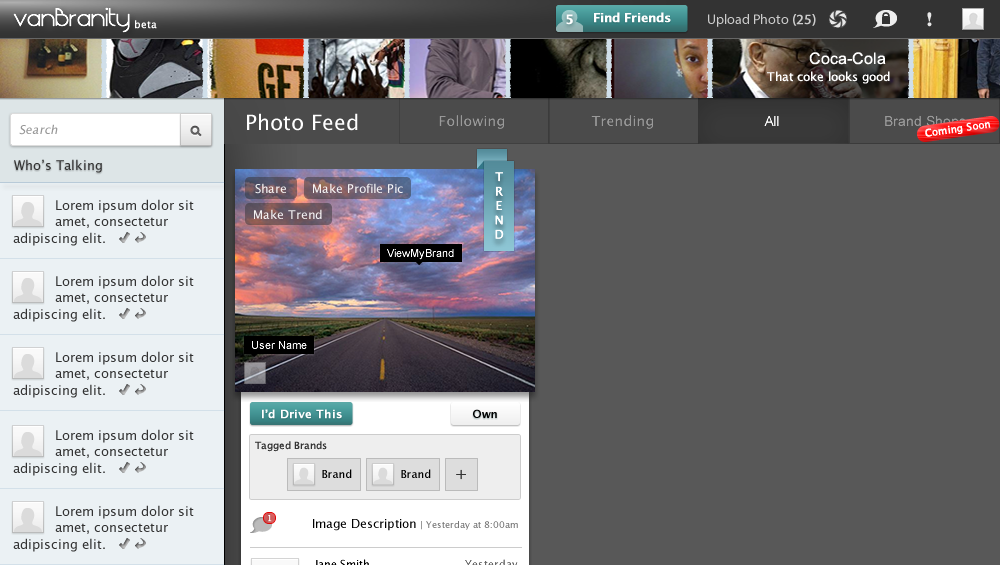 vanBranity beta
5 Find Friends
Upload Photo (25)
GET
Coca-Cola
That coke looks good
Search
Who's Talking
Lorem ipsum dolor sit
amet, consectetur
adipiscing elit.
Lorem ipsum dolor sit
amet, consectetur
adipiscing elit.
Lorem ipsum dolor sit
amet, consectetur
adipiscing elit.
Lorem ipsum dolor sit
amet, consectetur
adipiscing elit.
Lorem ipsum dolor sit
amet, consectetur
adipiscing elit.
Photo Feed
Following
Trending
All
Brand Shops
Coming Soon
Share
Make Profile Pic
Make Trend
TREND
ViewMyBrand
User Name
I'd Drive This
Own
Tagged Brands
Brand
Brand
+
1
Image Description | Yesterday at 8:00am
Jane Smith
Yesterday